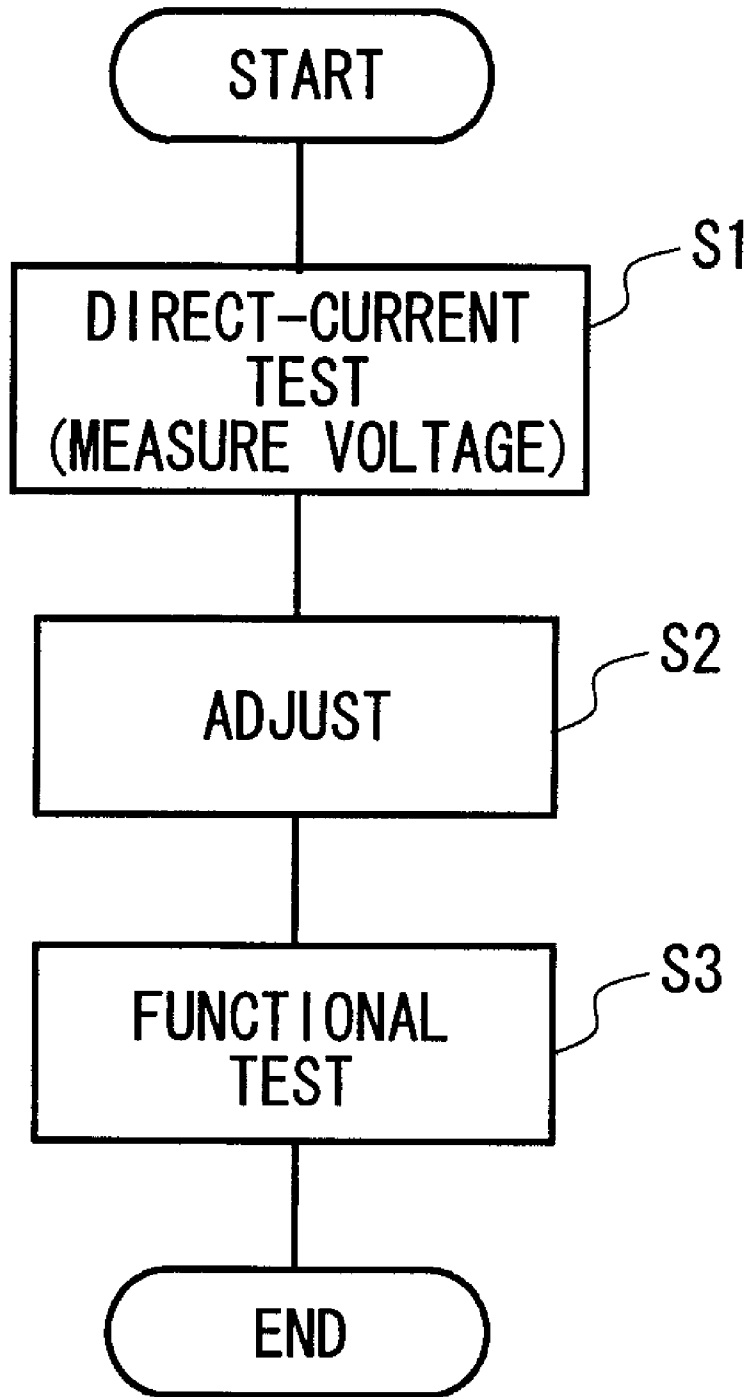 START
S1
DIRECT-CURRENT
TEST
(MEASURE VOLTAGE)
S2
ADJUST
S3
FUNCTIONAL
TEST
END